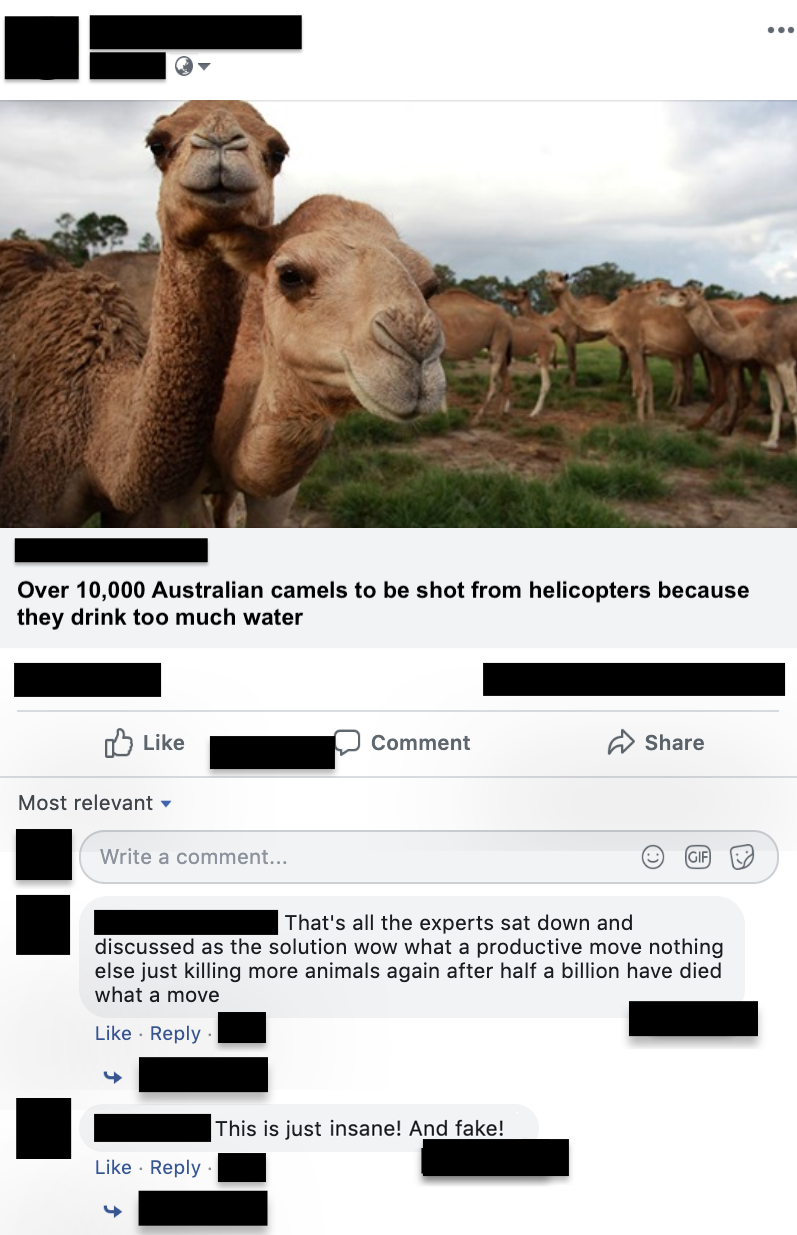 Over 10,000 Australian camels to be shot from helicopters because
they drink too much water
Like
Comment
Share
Most relevant
Write a comment...
GIF
That's all the experts sat down and
discussed as the solution wow what a productive move nothing
else just killing more animals again after half a billion have died
what a move
Like · Reply ·
This is just insane! And fake!
Like · Reply ·